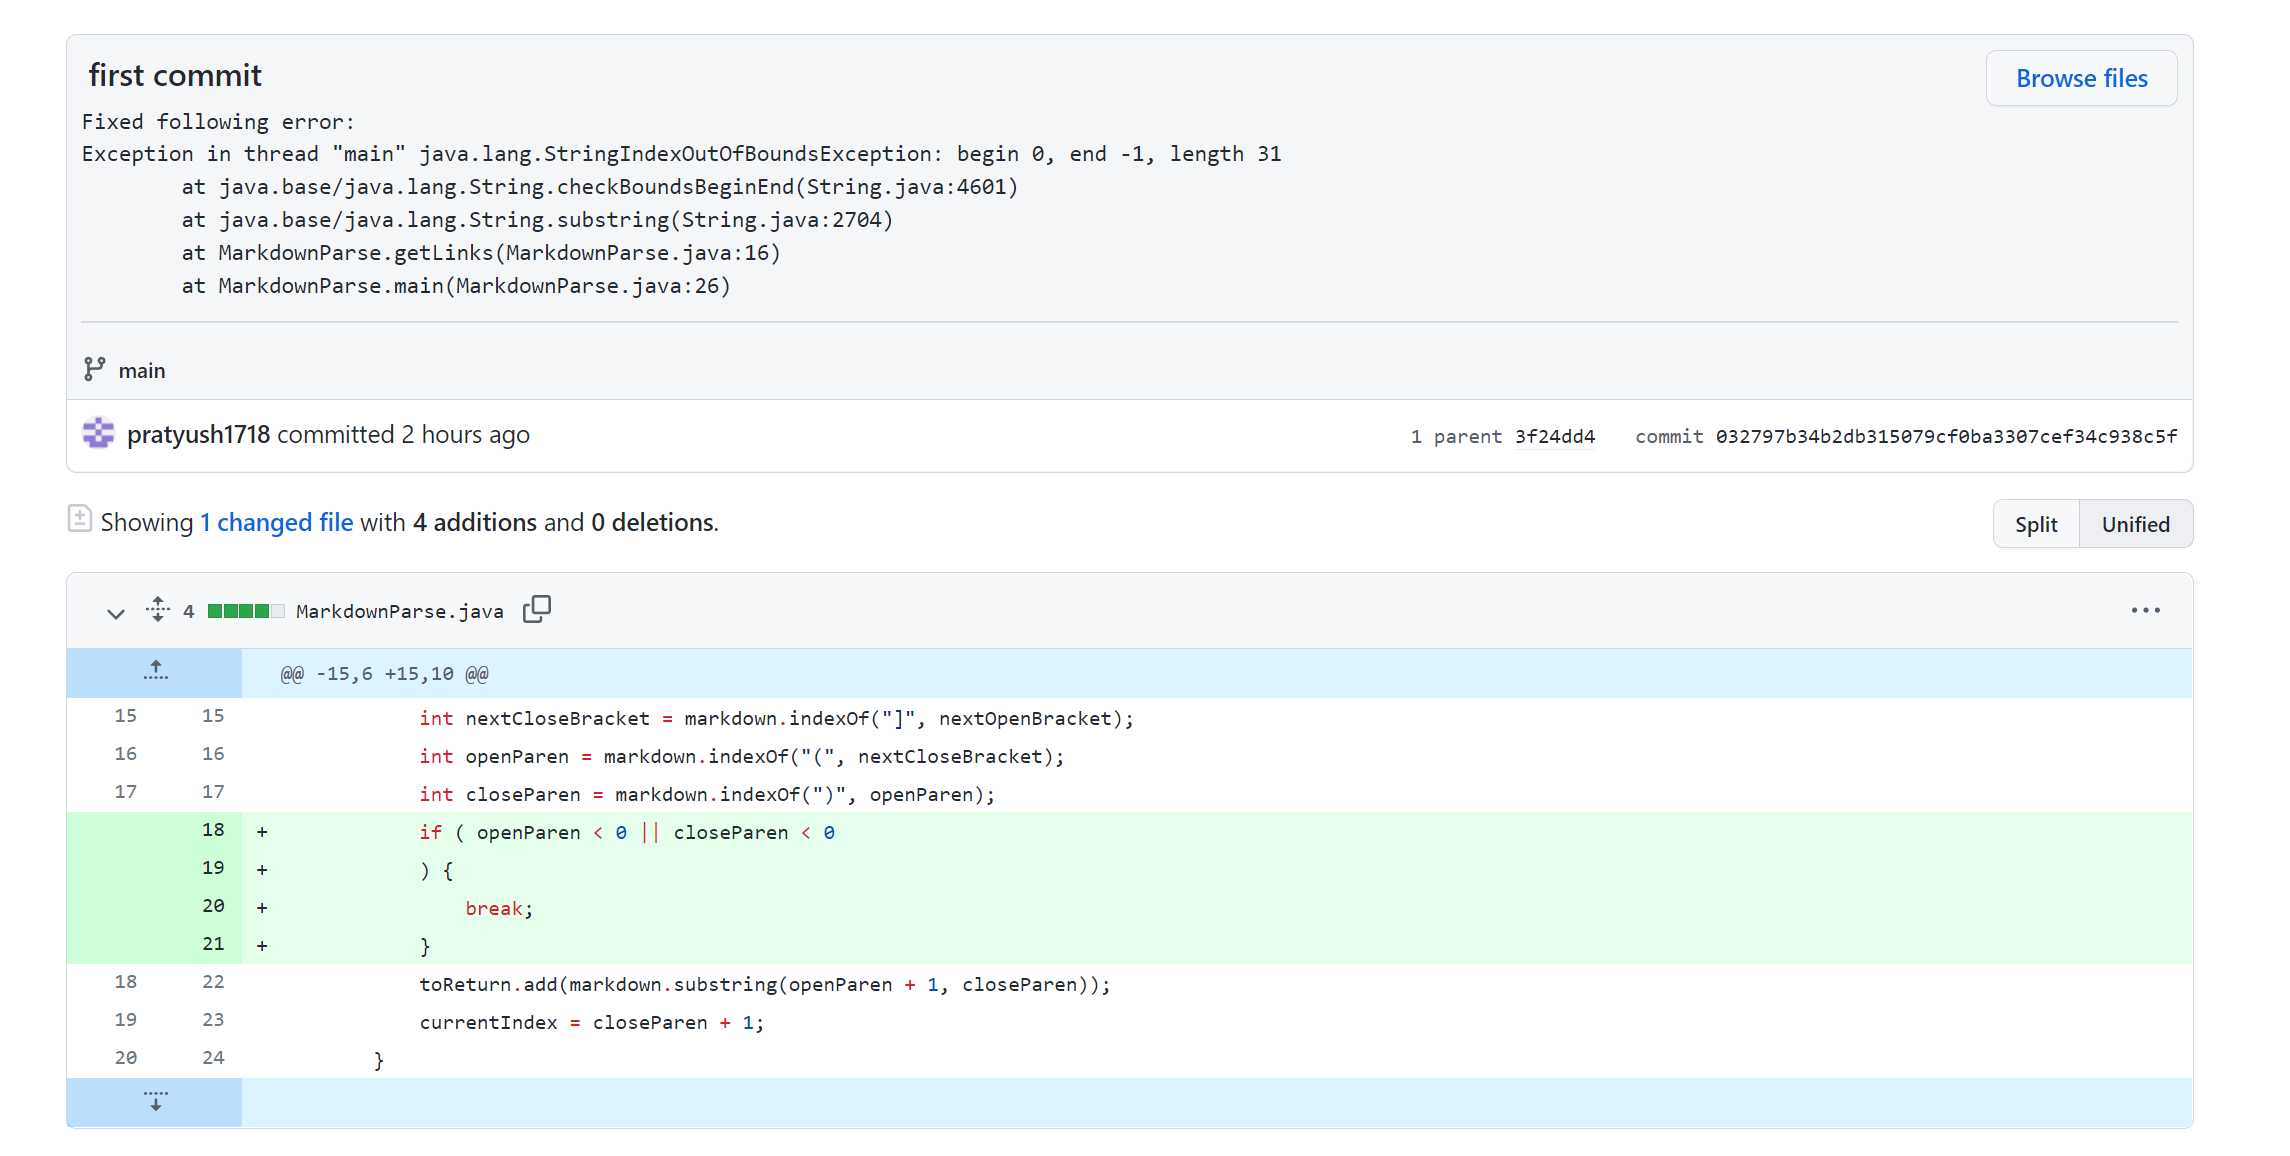 first commit
Browse files
Fixed following error:
Exception in thread "main" java.lang.StringIndexOutOfBoundsException: begin 0, end -1, length 31
at java.base/java.lang.String.checkBoundsBeginEnd(String.java:4601)
at java.base/java.lang.String.substring(String.java:2704)
at MarkdownParse.getLinks(MarkdownParse.java:16)
at MarkdownParse.main(MarkdownParse.java:26)
main
pratyush1718 committed 2 hours ago
1 parent 3f24dd4 commit 032797b34b2db315079cf0ba3307cef34c938c5f
Showing 1 changed file with 4 additions and 0 deletions.
Split Unified
4 MarkdownParse.java
@@ -15,6 +15,10 @@
15 15 int nextCloseBracket = markdown.indexOf("]", nextOpenBracket);
16 16 int openParen = markdown.indexOf("(", nextCloseBracket);
17 17 int closeParen = markdown.indexOf(")", openParen);
18 + if ( openParen < 0 || closeParen < 0
19 + ) {
20 + break;
21 + }
18 22 toReturn.add(markdown.substring(openParen + 1, closeParen));
19 23 currentIndex = closeParen + 1;
20 24 }